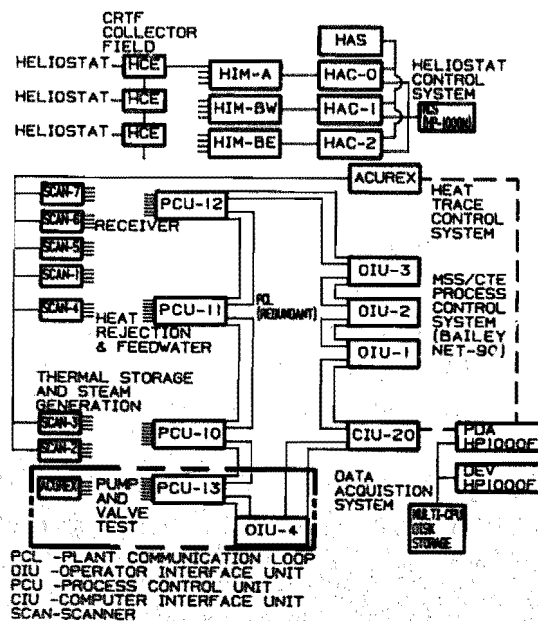 CRTF
COLLECTOR
FIELD
HAS
HELIOSTAT
HCE
HIM-A
HAC-0
HELIOSTAT
CONTROL
SYSTEM
HELIOSTAT
HCE
HIM-BW
HAC-1
(HP-1000)
HELIOSTAT
HCE
HIM-BE
HAC-2
ACUREX
HEAT
TRACE
CONTROL
SYSTEM
SCAN-7
SCAN-6
RECEIVER
PCU-12
SCAN-5
SCAN-1
OIU-3
MSS/CTE
PROCESS
CONTROL
SYSTEM
(BAILEY
NET-90)
SCAN-4
HEAT
REJECTION
& FEEDWATER
PCU-11
PCL
(REDUNDANT)
OIU-2
OIU-1
THERMAL STORAGE
AND STEAM
GENERATION
SCAN-3
SCAN-2
PCU-10
CIU-20
PDA
HP1000F
DEV
HP1000F
DATA
ACQUISTION
SYSTEM
MULTI-CPU
DISK
STORAGE
ACUREX
PUMP
AND
VALVE
TEST
PCU-13
OIU-4
PCL -PLANT COMMUNICATION LOOP
OIU -OPERATOR INTERFACE UNIT
PCU -PROCESS CONTROL UNIT
CIU -COMPUTER INTERFACE UNIT
SCAN-SCANNER